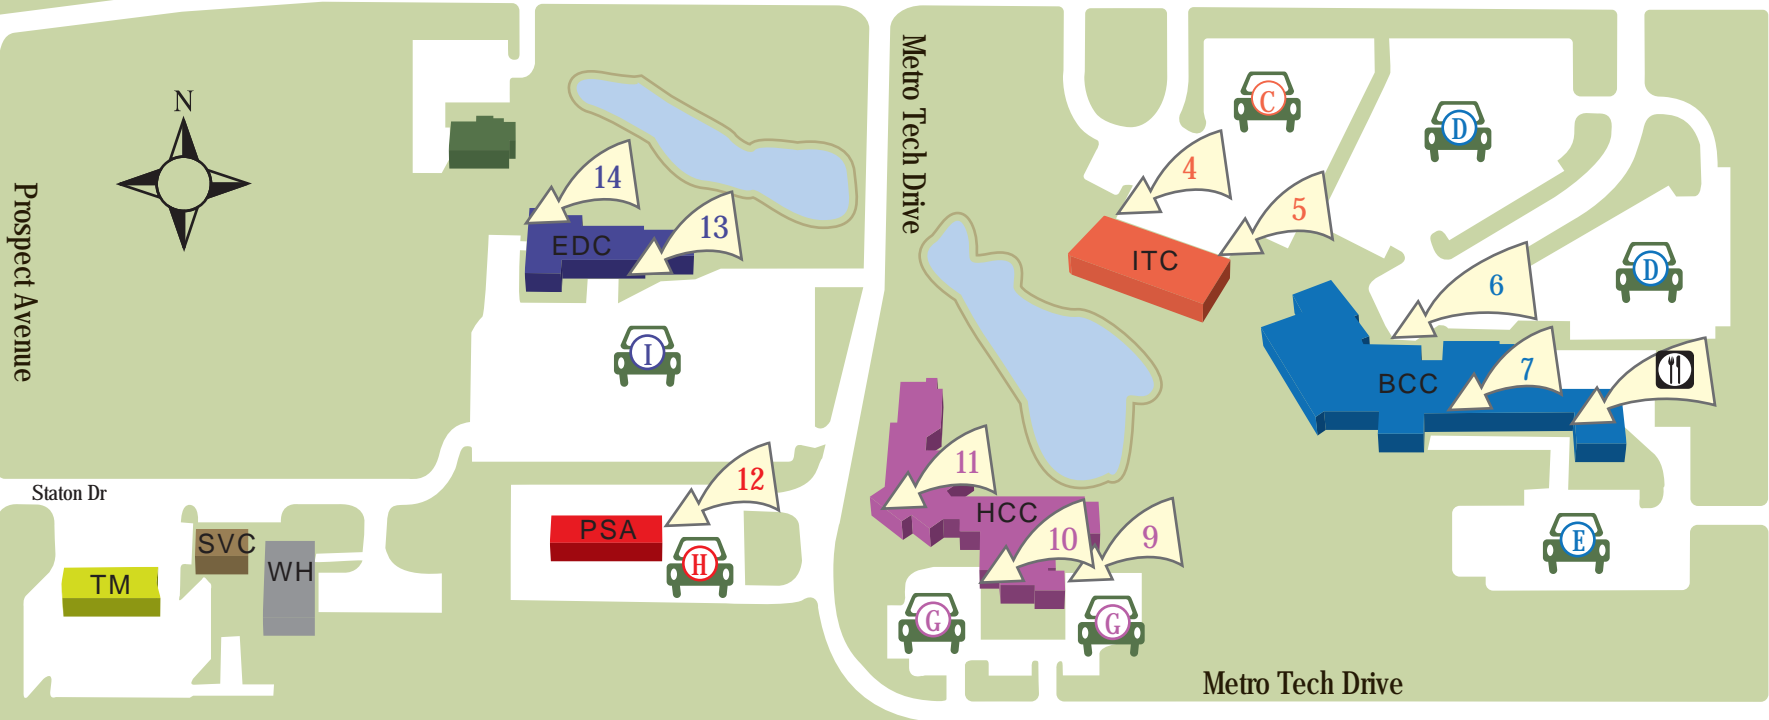 N
Prospect Avenue
Metro Tech Drive
C
D
4
5
14
13
EDC
ITC
6
D
I
7
BCC
11
12
Staton Dr
PSA
HCC
10
9
SVC
WH
TM
H
E
G
G
Metro Tech Drive